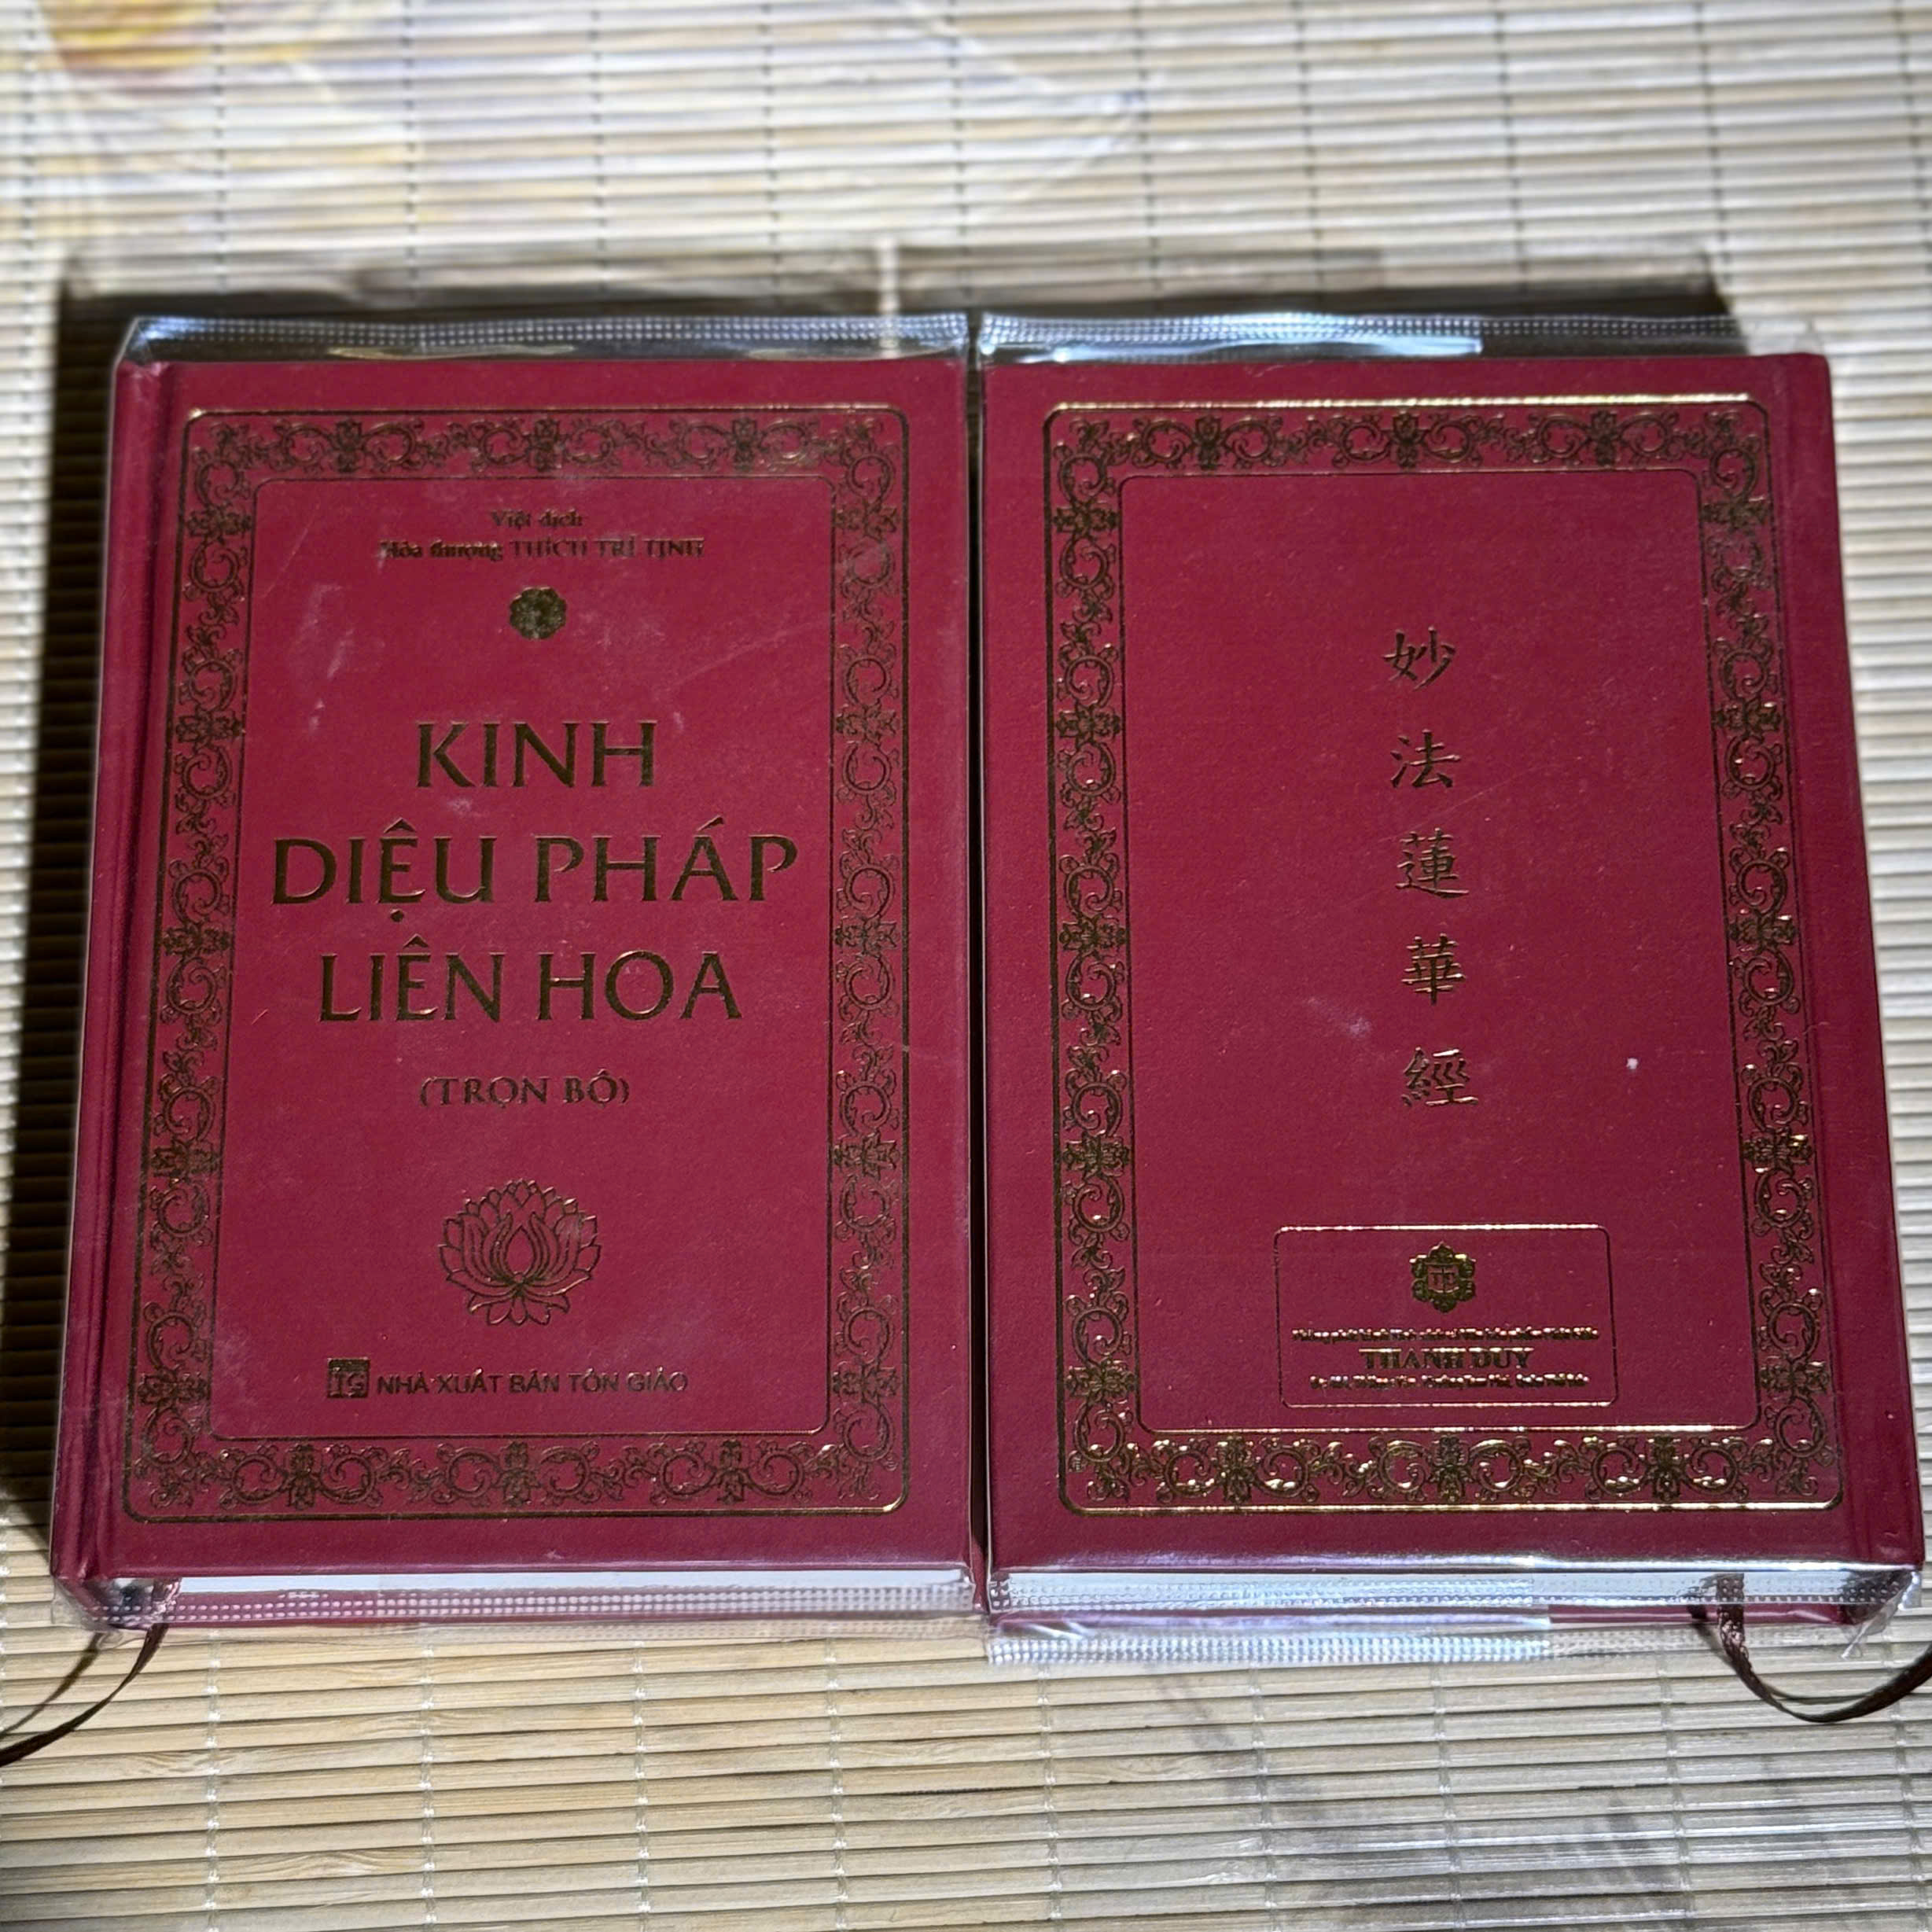 Việt dịch
Hòa thượng THÍCH TRÍ TỊNH
KINH
DIỆU PHÁP
LIÊN HOA
(TRỌN BỘ)
TG NHÀ XUẤT BẢN TÔN GIÁO
妙
法
蓮
華
經
THANH DUY